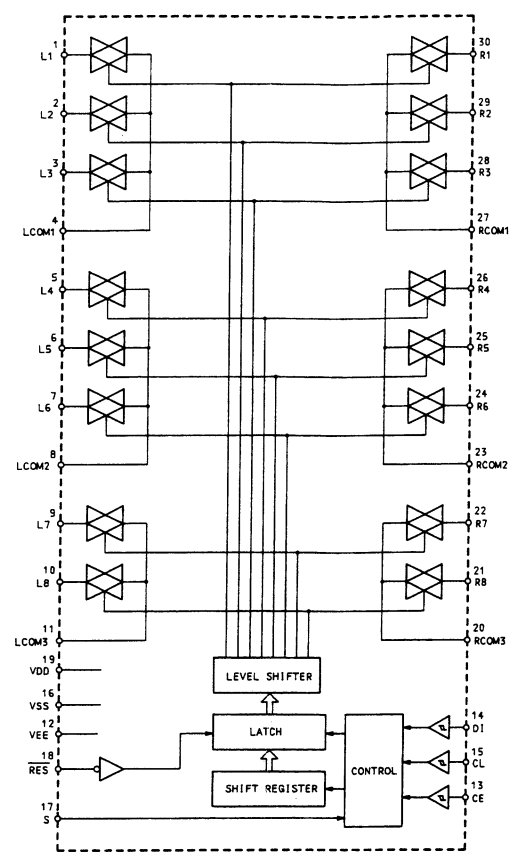 1 30
L1 R1
2 29
L2 R2
3 28
L3 R3
4 27
LCOM1 RCOM1
5 26
L4 R4
6 25
L5 R5
7 24
L6 R6
8 23
LCOM2 RCOM2
9 22
L7 R7
10 21
L8 R8
11 20
LCOM3 RCOM3
19
VDD
LEVEL SHIFTER
16
VSS
12
VEE
LATCH
14
DI
18
RES
15
CL
CONTROL
SHIFT REGISTER
13
CE
17
S